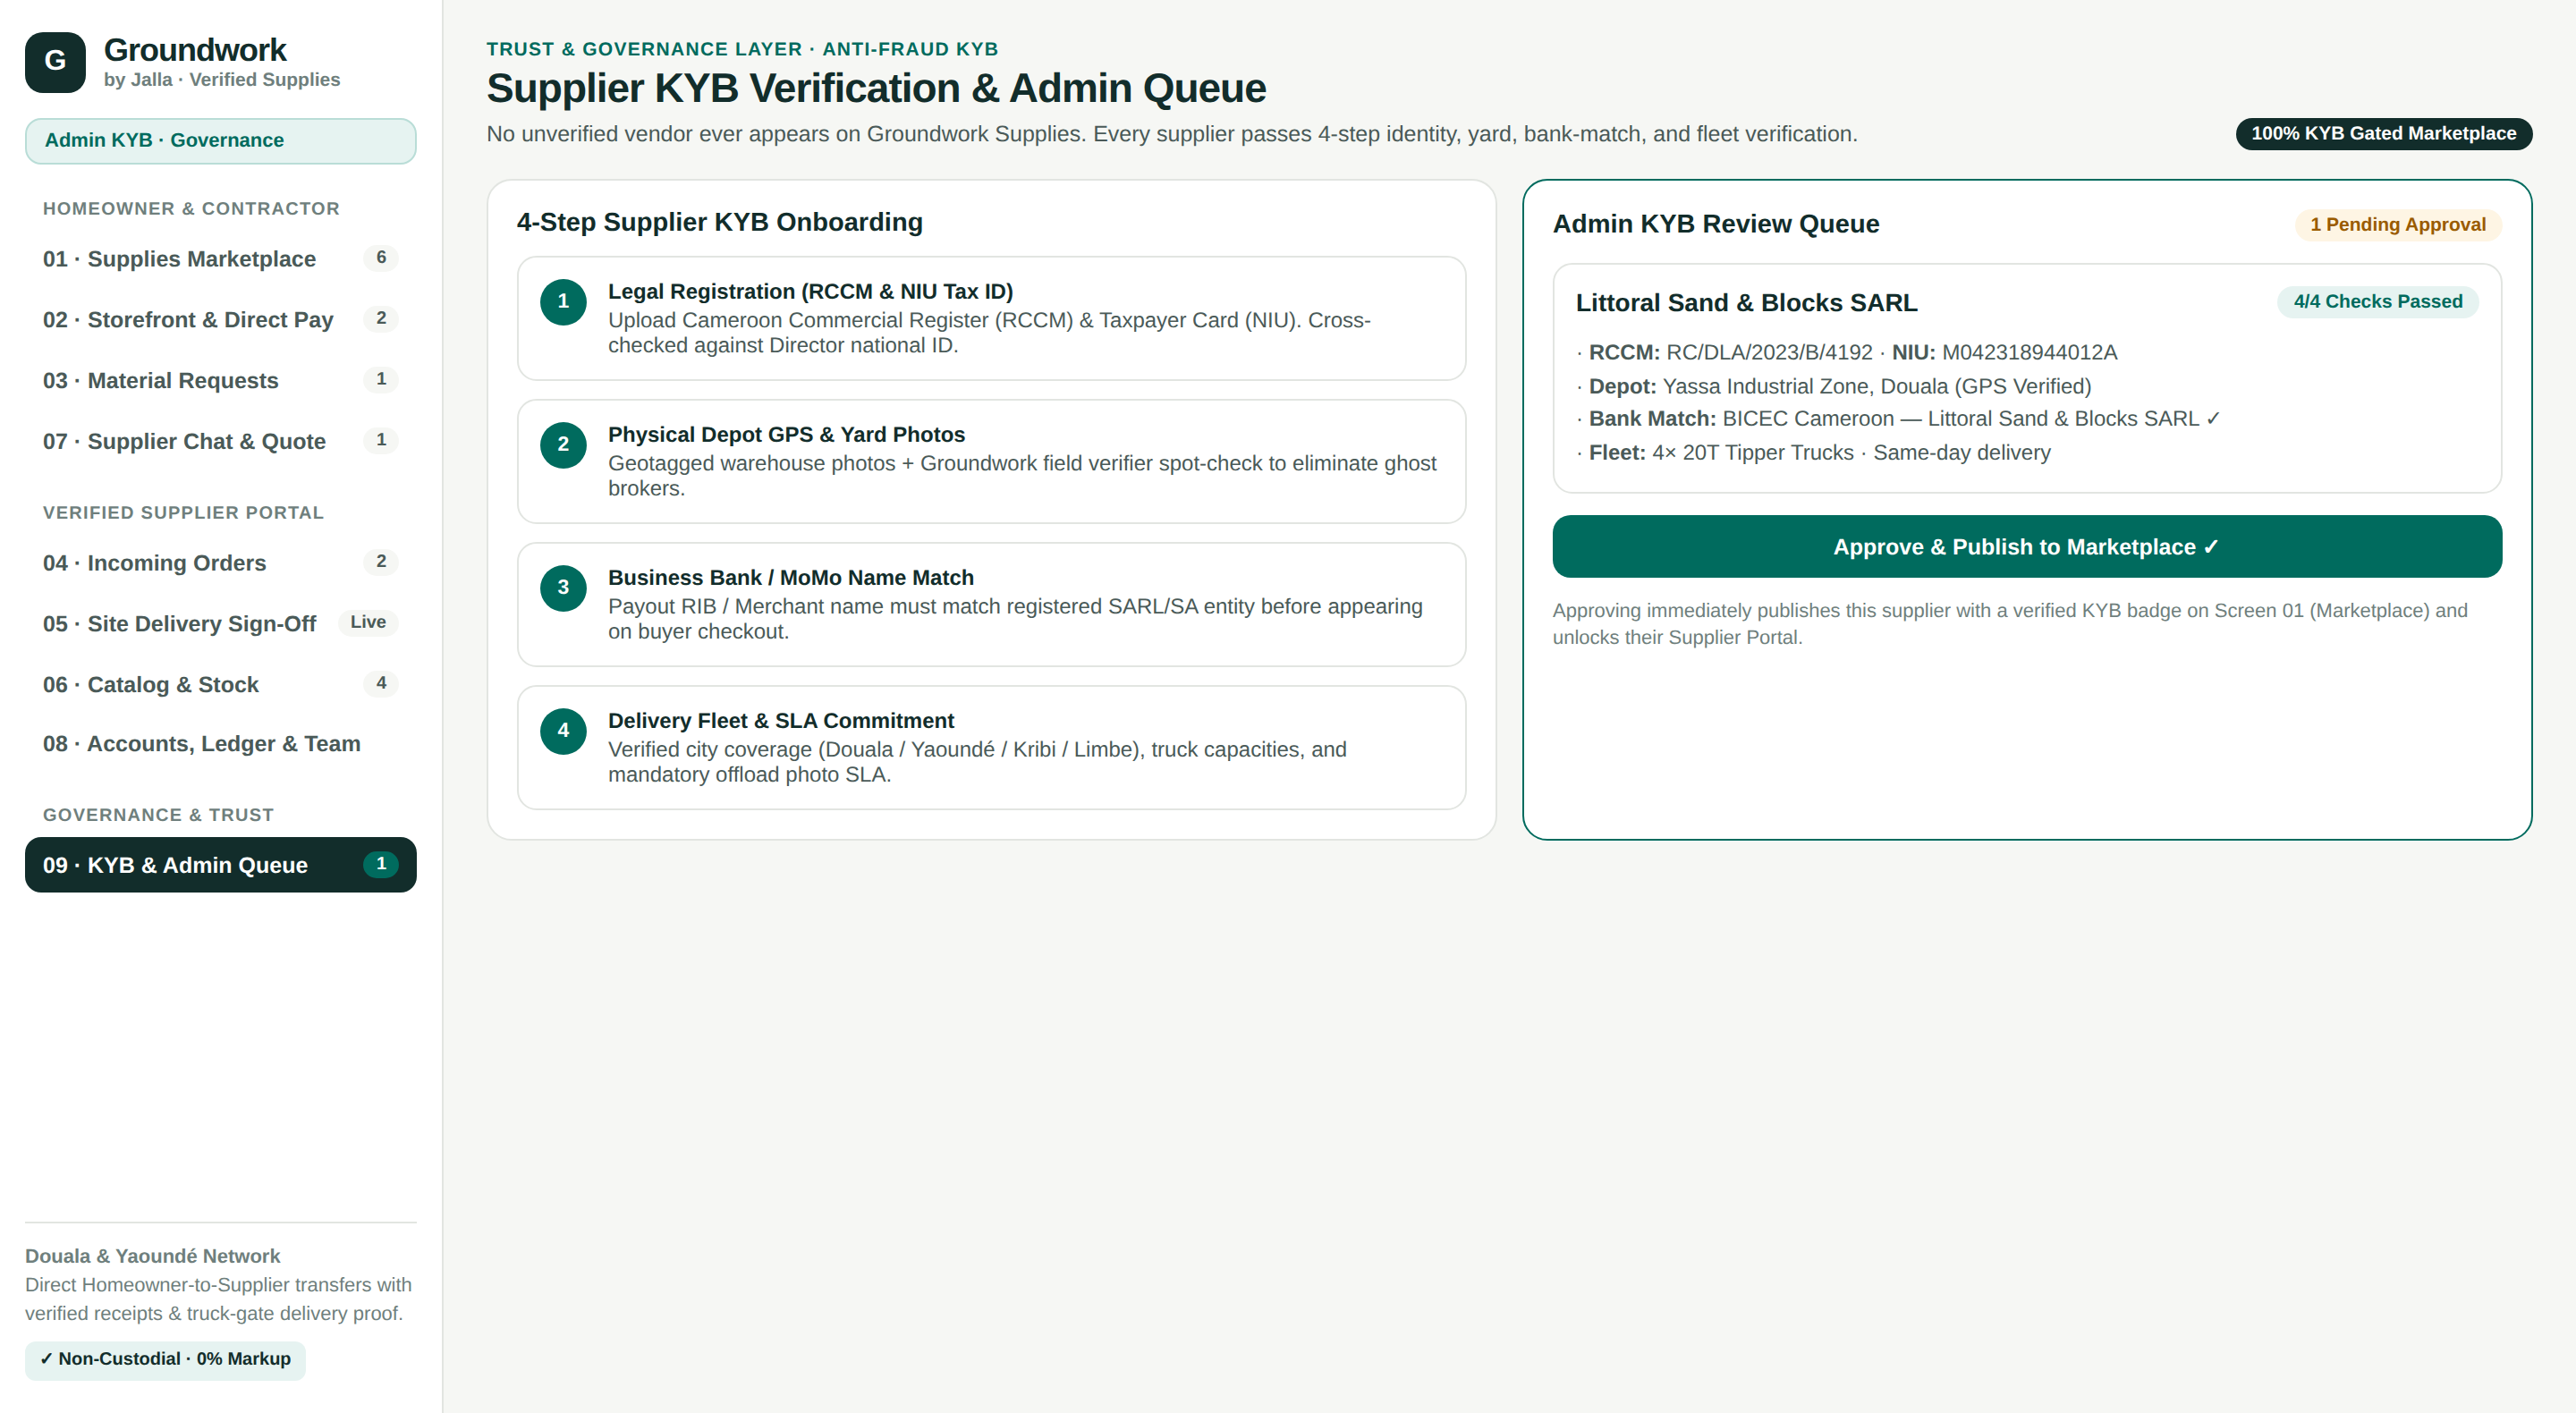 G
Groundwork
by Jalla · Verified Supplies
Admin KYB · Governance
HOMEOWNER & CONTRACTOR
01 · Supplies Marketplace 6
02 · Storefront & Direct Pay 2
03 · Material Requests 1
07 · Supplier Chat & Quote 1
VERIFIED SUPPLIER PORTAL
04 · Incoming Orders 2
05 · Site Delivery Sign-Off Live
06 · Catalog & Stock 4
08 · Accounts, Ledger & Team
GOVERNANCE & TRUST
09 · KYB & Admin Queue 1
Douala & Yaoundé Network
Direct Homeowner-to-Supplier transfers with
verified receipts & truck-gate delivery proof.
✓ Non-Custodial · 0% Markup
TRUST & GOVERNANCE LAYER · ANTI-FRAUD KYB
Supplier KYB Verification & Admin Queue
No unverified vendor ever appears on Groundwork Supplies. Every supplier passes 4-step identity, yard, bank-match, and fleet verification.
100% KYB Gated Marketplace
4-Step Supplier KYB Onboarding
1
Legal Registration (RCCM & NIU Tax ID)
Upload Cameroon Commercial Register (RCCM) & Taxpayer Card (NIU). Cross-
checked against Director national ID.
2
Physical Depot GPS & Yard Photos
Geotagged warehouse photos + Groundwork field verifier spot-check to eliminate ghost
brokers.
3
Business Bank / MoMo Name Match
Payout RIB / Merchant name must match registered SARL/SA entity before appearing
on buyer checkout.
4
Delivery Fleet & SLA Commitment
Verified city coverage (Douala / Yaoundé / Kribi / Limbe), truck capacities, and
mandatory offload photo SLA.
Admin KYB Review Queue
1 Pending Approval
Littoral Sand & Blocks SARL
4/4 Checks Passed
· RCCM: RC/DLA/2023/B/4192 · NIU: M042318944012A
· Depot: Yassa Industrial Zone, Douala (GPS Verified)
· Bank Match: BICEC Cameroon — Littoral Sand & Blocks SARL ✓
· Fleet: 4× 20T Tipper Trucks · Same-day delivery
Approve & Publish to Marketplace ✓
Approving immediately publishes this supplier with a verified KYB badge on Screen 01 (Marketplace) and
unlocks their Supplier Portal.